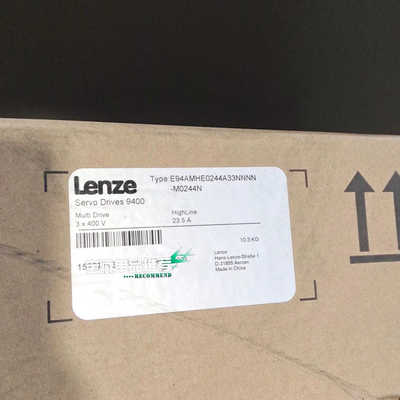 Lenze
Type:E94AMHE0244A33NNNN
-M0244N
Servo Drives 9400
Multi Drive
HighLine
3 x 400 V
23.5 A
10.3 KG
Lenze
Hans-Lenze-Straße 1
D-31855 Aerzen
Made in China
RECOMMEND